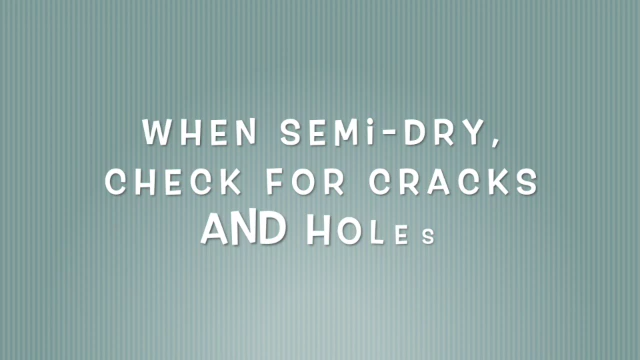 WHEN SEMi-DRY,
CHECK FOR CRACKS
AND HOLES